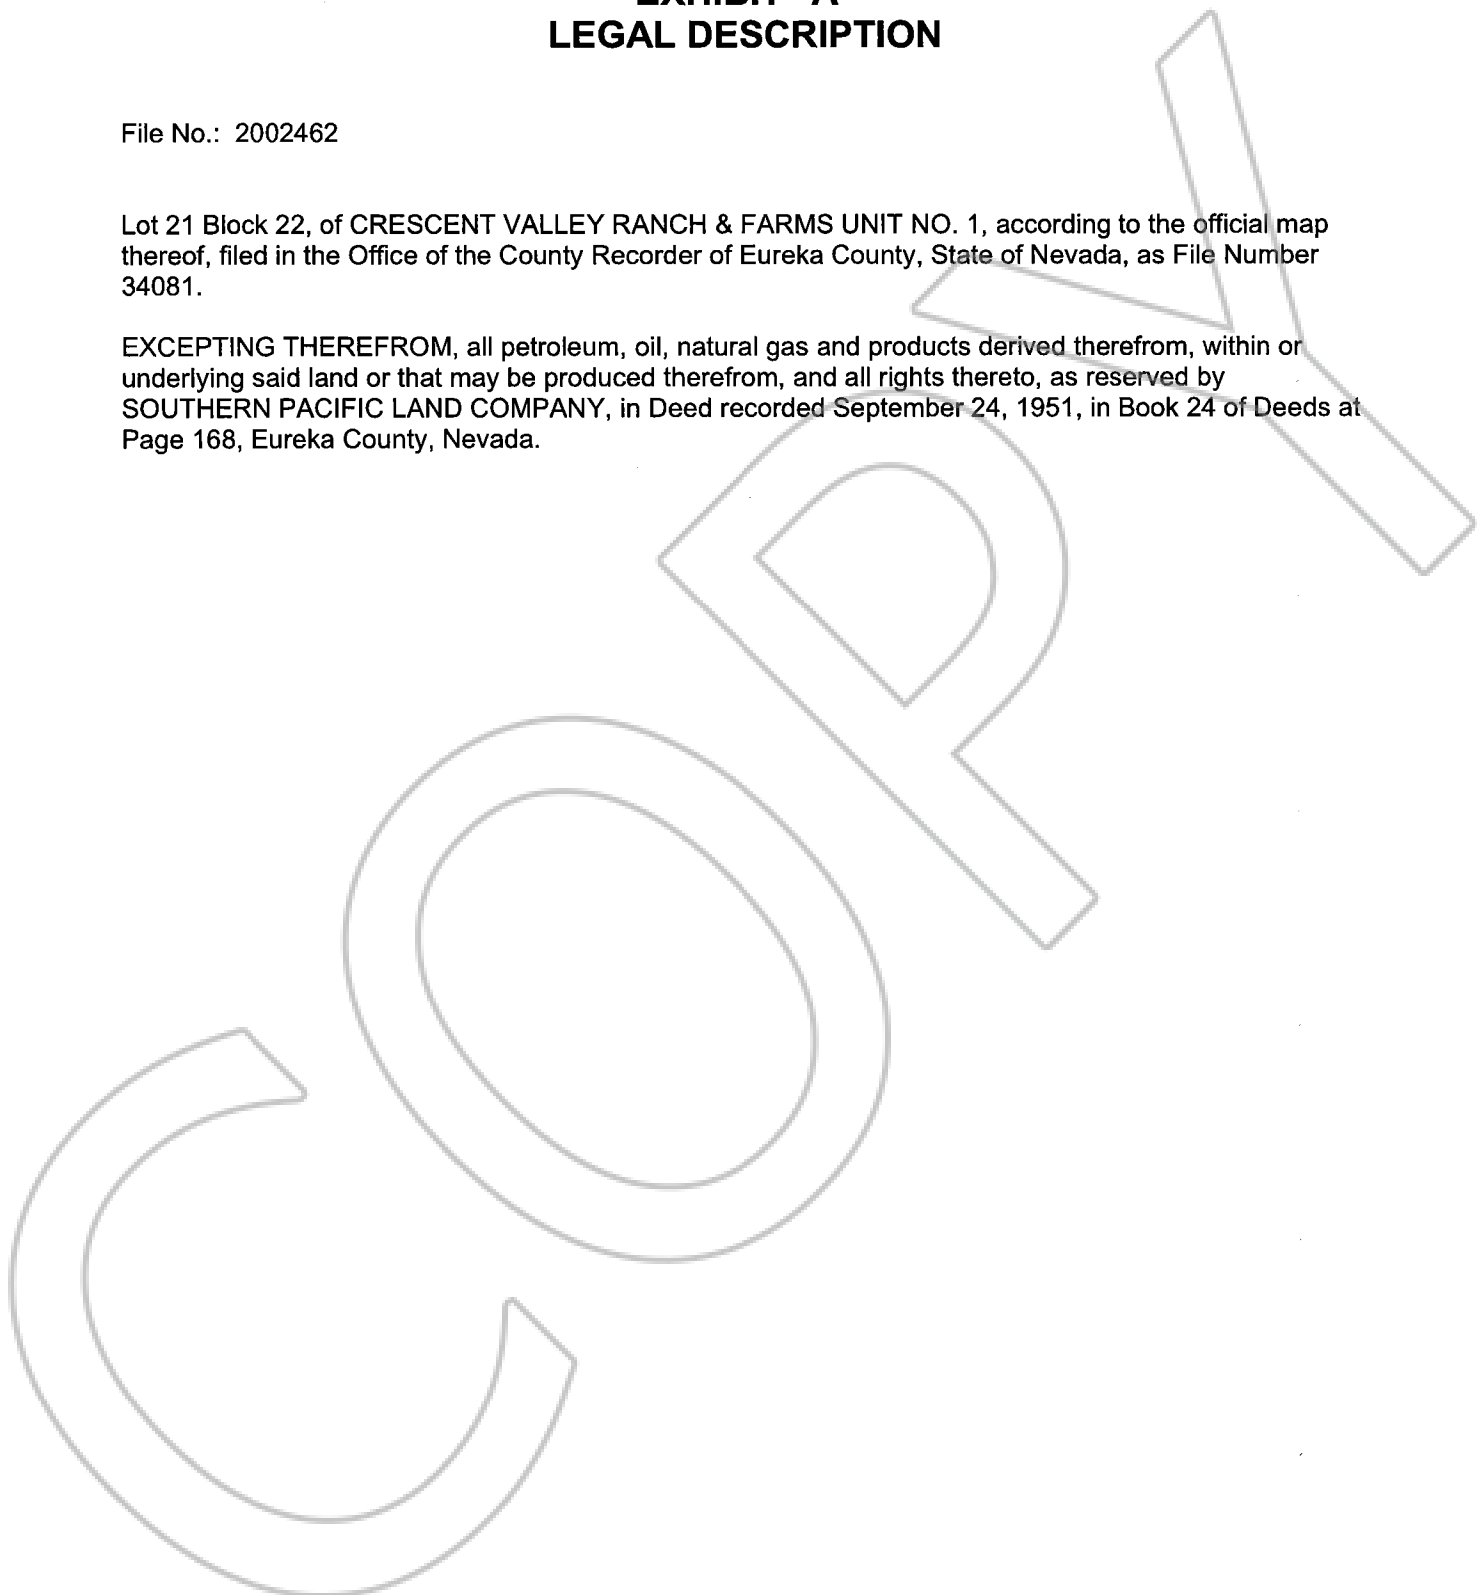 EXHIBIT "A"
LEGAL DESCRIPTION
File No.: 2002462
Lot 21 Block 22, of CRESCENT VALLEY RANCH & FARMS UNIT NO. 1, according to the official map
thereof, filed in the Office of the County Recorder of Eureka County, State of Nevada, as File Number
34081.
EXCEPTING THEREFROM, all petroleum, oil, natural gas and products derived therefrom, within or
underlying said land or that may be produced therefrom, and all rights thereto, as reserved by
SOUTHERN PACIFIC LAND COMPANY, in Deed recorded September 24, 1951, in Book 24 of Deeds at
Page 168, Eureka County, Nevada.
COPY